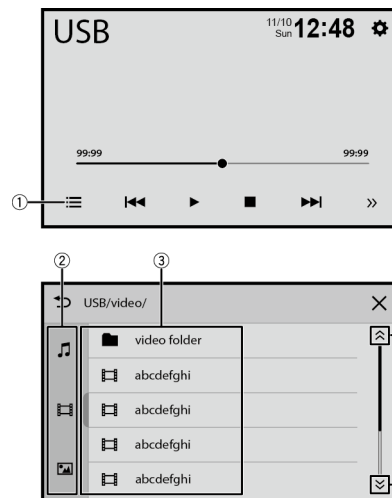 USB
11/10
Sun 12:48
99:99 99:99
①
② ③
USB/video/
video folder
abcdefghi
abcdefghi
abcdefghi
abcdefghi